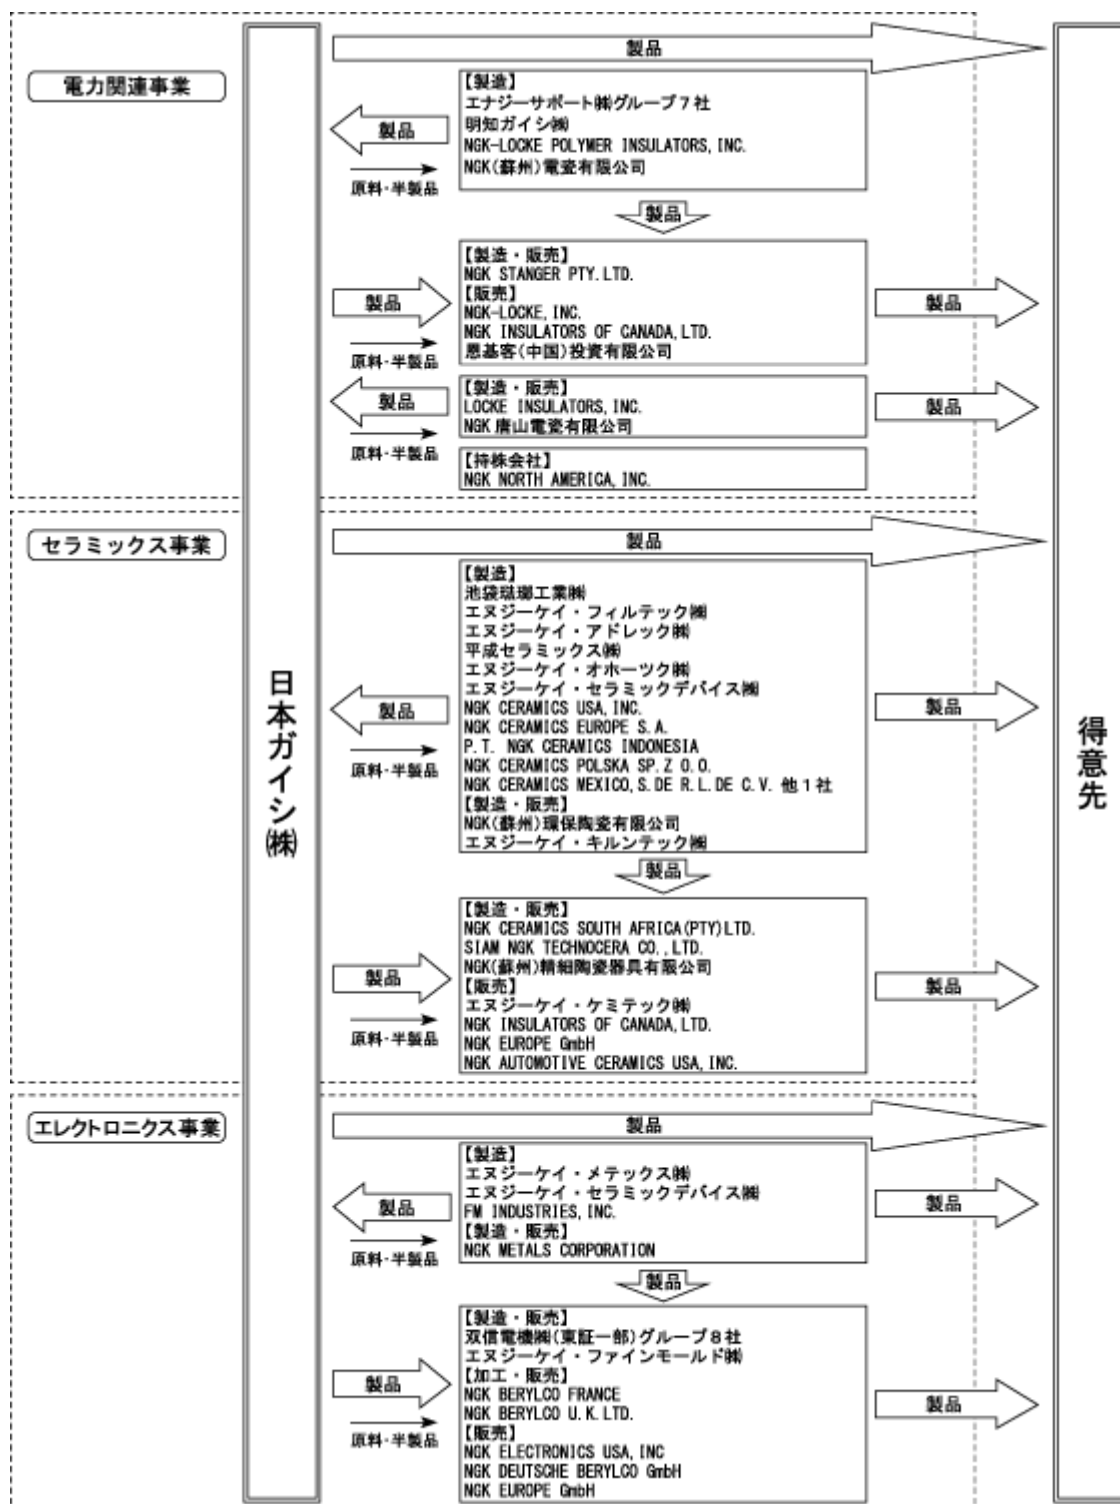 製品
電力関連事業
【製造】
エナジーサポート㈱グループ７社
明知ガイシ㈱
NGK-LOCKE POLYMER INSULATORS, INC.
NGK(蘇州)電瓷有限公司
製品
原料・半製品
製品
【製造・販売】
NGK STANGER PTY. LTD.
【販売】
NGK-LOCKE, INC.
NGK INSULATORS OF CANADA, LTD.
恩基客(中国)投資有限公司
製品
原料・半製品
製品
【製造・販売】
LOCKE INSULATORS, INC.
NGK唐山電瓷有限公司
製品
原料・半製品
製品
【持株会社】
NGK NORTH AMERICA, INC.
セラミックス事業
製品
【製造】
池袋琺瑯工業㈱
エヌジーケイ・フィルテック㈱
エヌジーケイ・アドレック㈱
平成セラミックス㈱
エヌジーケイ・オホーツク㈱
エヌジーケイ・セラミックデバイス㈱
NGK CERAMICS USA, INC.
NGK CERAMICS EUROPE S.A.
P.T. NGK CERAMICS INDONESIA
NGK CERAMICS POLSKA SP. Z O.O.
NGK CERAMICS MEXICO, S. DE R.L. DE C.V. 他１社
【製造・販売】
NGK(蘇州)環保陶瓷有限公司
エヌジーケイ・キルンテック㈱
製品
原料・半製品
製品
日本ガイシ㈱
得意先
製品
【製造・販売】
NGK CERAMICS SOUTH AFRICA(PTY)LTD.
SIAM NGK TECHNOCERA CO., LTD.
NGK(蘇州)精細陶瓷器具有限公司
【販売】
エヌジーケイ・ケミテック㈱
NGK INSULATORS OF CANADA, LTD.
NGK EUROPE GmbH
NGK AUTOMOTIVE CERAMICS USA, INC.
製品
原料・半製品
製品
エレクトロニクス事業
製品
【製造】
エヌジーケイ・メテックス㈱
エヌジーケイ・セラミックデバイス㈱
FM INDUSTRIES, INC.
【製造・販売】
NGK METALS CORPORATION
製品
原料・半製品
製品
製品
【製造・販売】
双信電機㈱(東証一部)グループ８社
エヌジーケイ・ファインモールド㈱
【加工・販売】
NGK BERYLCO FRANCE
NGK BERYLCO U.K. LTD.
【販売】
NGK ELECTRONICS USA, INC
NGK DEUTSCHE BERYLCO GmbH
NGK EUROPE GmbH
製品
原料・半製品
製品